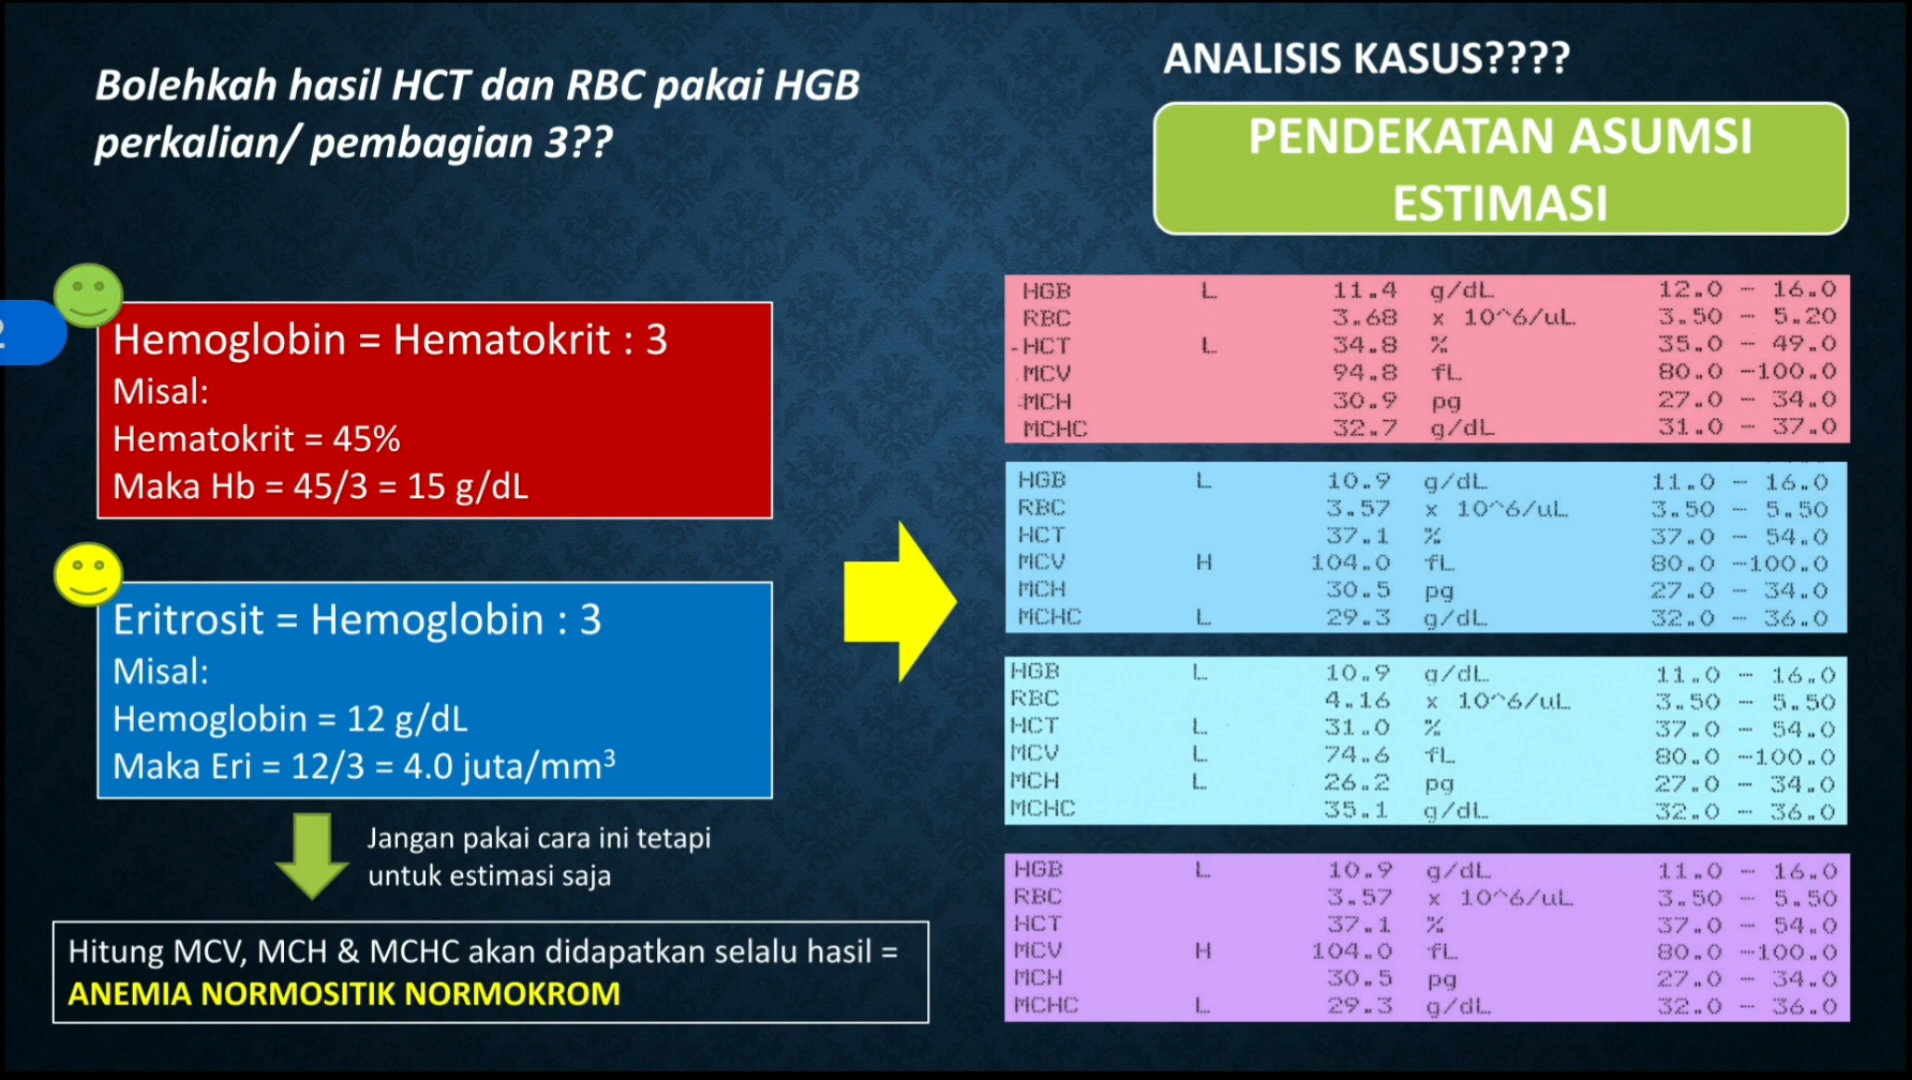 Bolehkah hasil HCT dan RBC pakai HGB
perkalian/ pembagian 3??
ANALISIS KASUS????
PENDEKATAN ASUMSI
ESTIMASI
Hemoglobin = Hematokrit : 3
Misal:
Hematokrit = 45%
Maka Hb = 45/3 = 15 g/dL
Eritrosit = Hemoglobin : 3
Misal:
Hemoglobin = 12 g/dL
Maka Eri = 12/3 = 4.0 juta/mm³
Jangan pakai cara ini tetapi
untuk estimasi saja
Hitung MCV, MCH & MCHC akan didapatkan selalu hasil =
ANEMIA NORMOSITIK NORMOKROM
HGB L 11.4 g/dL 12.0 - 16.0
RBC 3.68 x 10^6/uL 3.50 - 5.20
-HCT L 34.8 % 35.0 - 49.0
MCV 94.8 fL 80.0 -100.0
-MCH 30.9 pg 27.0 - 34.0
MCHC 32.7 g/dL 31.0 - 37.0
HGB L 10.9 g/dL 11.0 - 16.0
RBC 3.57 x 10^6/uL 3.50 - 5.50
HCT 37.1 % 37.0 - 54.0
MCV H 104.0 fL 80.0 -100.0
MCH 30.5 pg 27.0 - 34.0
MCHC L 29.3 g/dL 32.0 - 36.0
HGB L 10.9 g/dL 11.0 - 16.0
RBC 4.16 x 10^6/uL 3.50 - 5.50
HCT L 31.0 % 37.0 - 54.0
MCV L 74.6 fL 80.0 -100.0
MCH L 26.2 pg 27.0 - 34.0
MCHC 35.1 g/dL 32.0 - 36.0
HGB L 10.9 g/dL 11.0 - 16.0
RBC 3.57 x 10^6/uL 3.50 - 5.50
HCT 37.1 % 37.0 - 54.0
MCV H 104.0 fL 80.0 -100.0
MCH 30.5 pg 27.0 - 34.0
MCHC L 29.3 g/dL 32.0 - 36.0